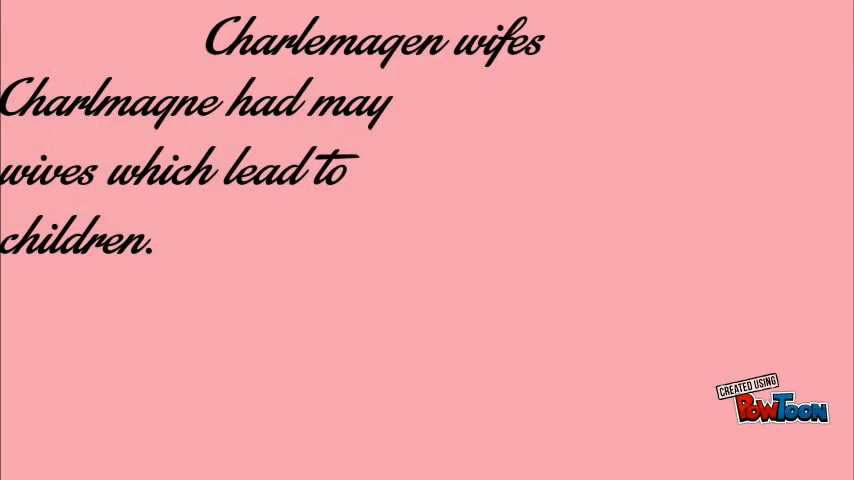 Charlemagen wifes
Charlmagne had may
wives which lead to
children.
CREATED USING
POWTOON